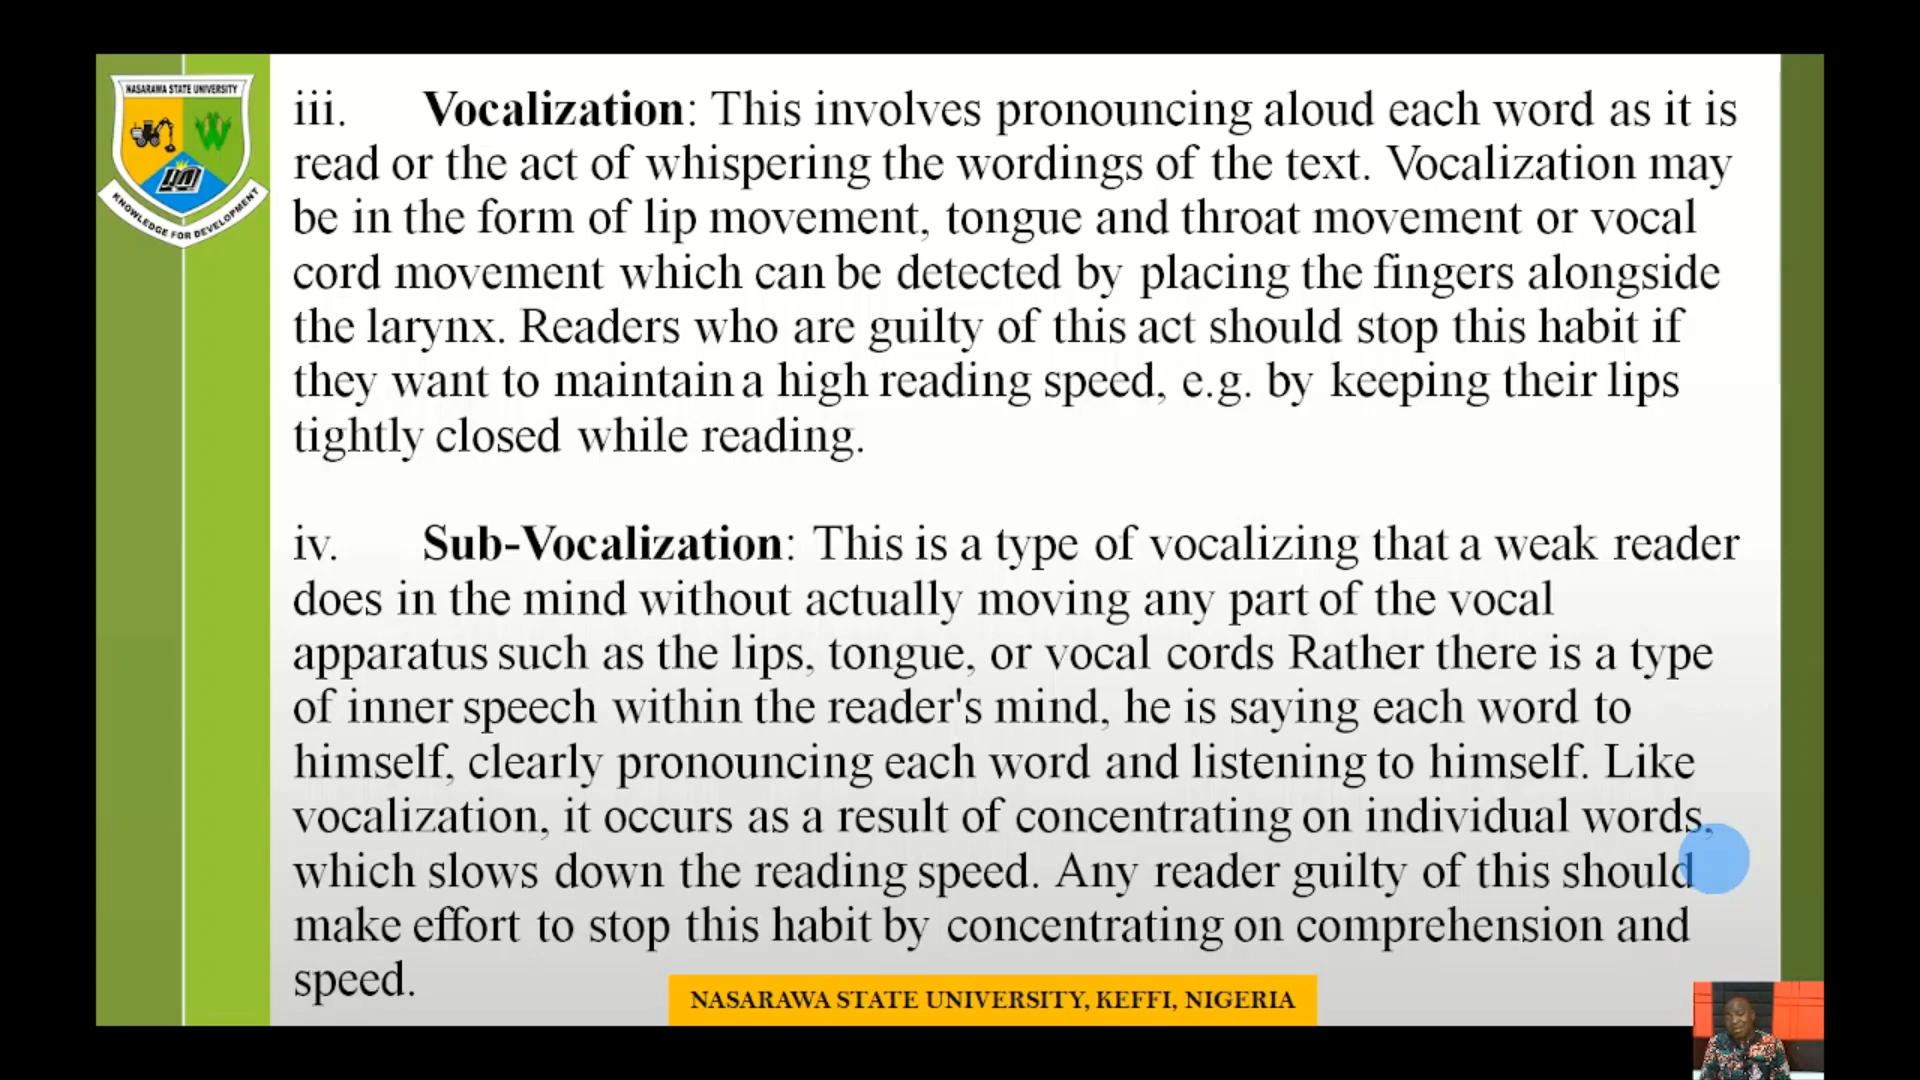 NASARAWA STATE UNIVERSITY
KNOWLEDGE FOR DEVELOPMENT
iii. Vocalization: This involves pronouncing aloud each word as it is
read or the act of whispering the wordings of the text. Vocalization may
be in the form of lip movement, tongue and throat movement or vocal
cord movement which can be detected by placing the fingers alongside
the larynx. Readers who are guilty of this act should stop this habit if
they want to maintain a high reading speed, e.g. by keeping their lips
tightly closed while reading.
iv. Sub-Vocalization: This is a type of vocalizing that a weak reader
does in the mind without actually moving any part of the vocal
apparatus such as the lips, tongue, or vocal cords Rather there is a type
of inner speech within the reader's mind, he is saying each word to
himself, clearly pronouncing each word and listening to himself. Like
vocalization, it occurs as a result of concentrating on individual words,
which slows down the reading speed. Any reader guilty of this should
make effort to stop this habit by concentrating on comprehension and
speed.
NASARAWA STATE UNIVERSITY, KEFFI, NIGERIA